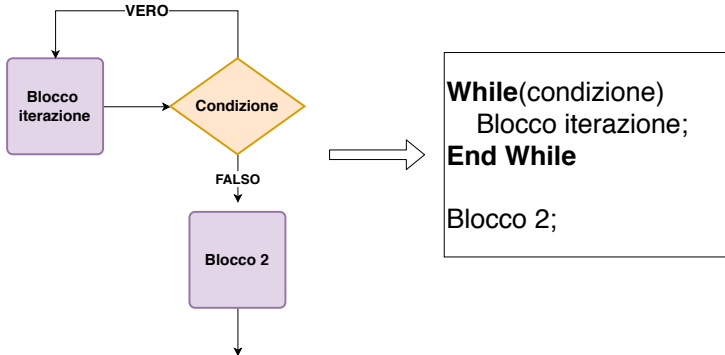 VERO
Blocco
iterazione
Condizione
FALSO
Blocco 2
While(condizione)
Blocco iterazione;
End While
Blocco 2;